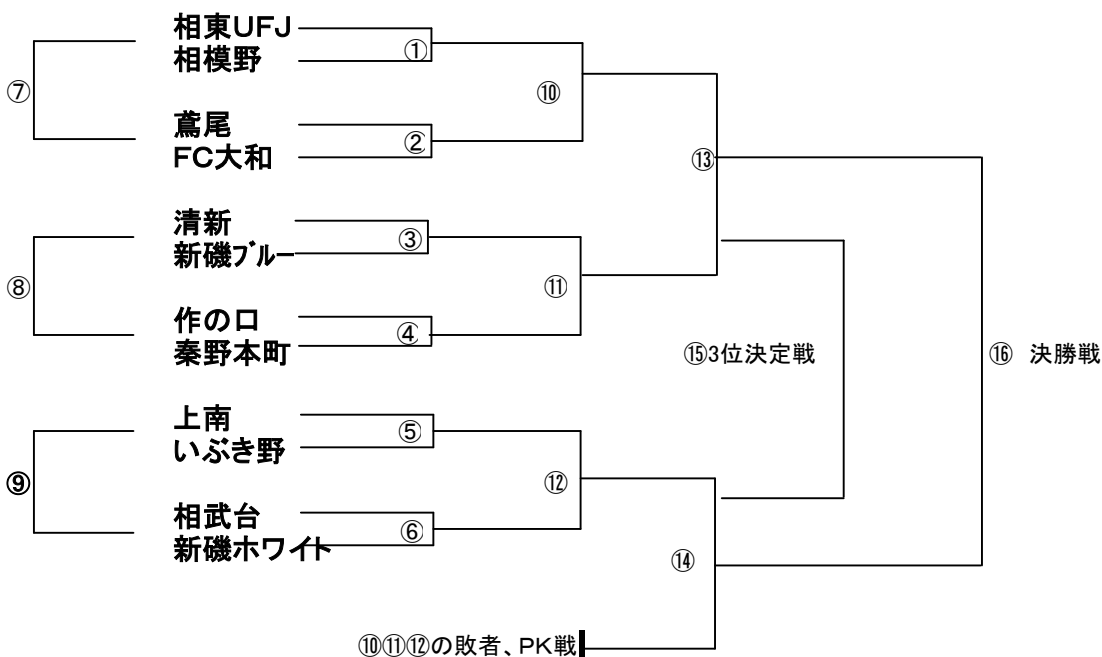 相東UFJ
相模野
①
⑦
⑩
鳶尾
FC大和
②
⑬
清新
新磯ブルー
③
⑧
⑪
作の口
秦野本町
④
⑮3位決定戦
⑯ 決勝戦
上南
いぶき野
⑤
⑨
⑫
相武台
新磯ホワイト
⑥
⑭
⑩⑪⑫の敗者、PK戦